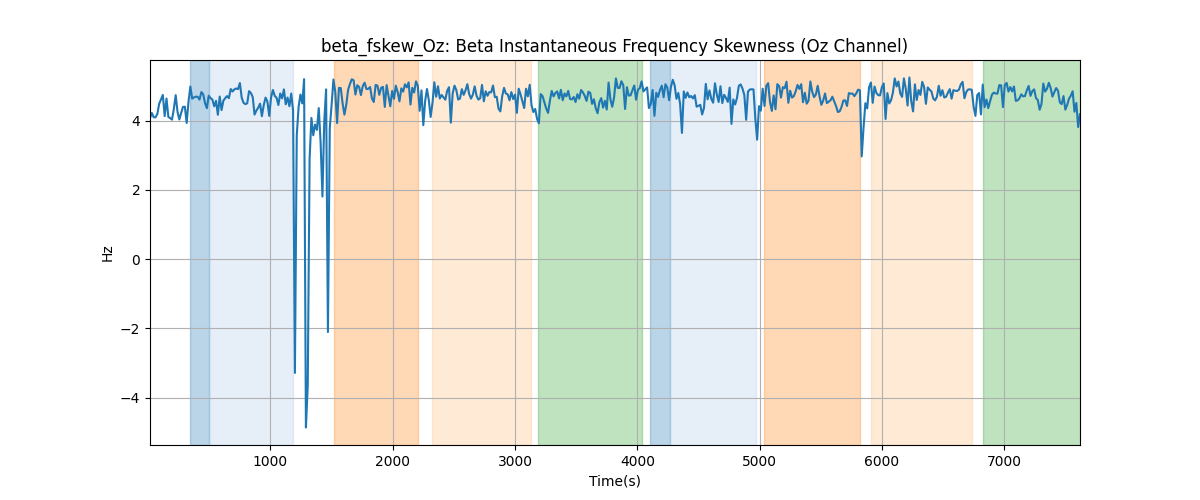 beta_fskew_Oz: Beta Instantaneous Frequency Skewness (Oz Channel)
4
2
0
−2
−4
Hz
1000 2000 3000 4000 5000 6000 7000
Time(s)